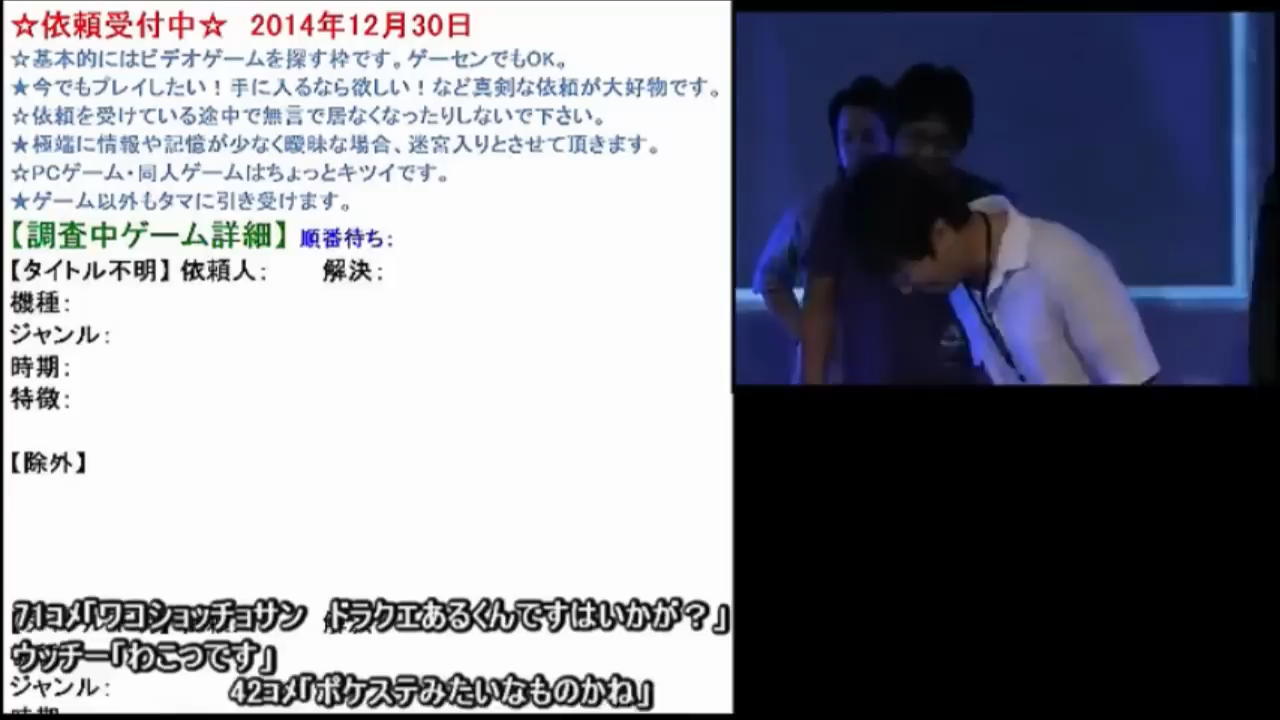 ☆依頼受付中☆ 2014年12月30日
☆基本的にはビデオゲームを探す枠です。ゲーセンでもOK。
★今でもプレイしたい！手に入るなら欲しい！など真剣な依頼が大好物です。
☆依頼を受けている途中で無言で居なくなったりしないで下さい。
★極端に情報や記憶が少なく曖昧な場合、迷宮入りとさせて頂きます。
☆PCゲーム・同人ゲームはちょっとキツイです。
★ゲーム以外もタマに引き受けます。
【調査中ゲーム詳細】 順番待ち：
【タイトル不明】 依頼人： 解決：
機種：
ジャンル：
時期：
特徴：
【除外】
71ｺﾒ｢ワコショッチョサン ドラクエあるくんですはいかが？｣
ウッチー｢わこつです｣
ジャンル： 42ｺﾒ｢ポケステみたいなものかね｣